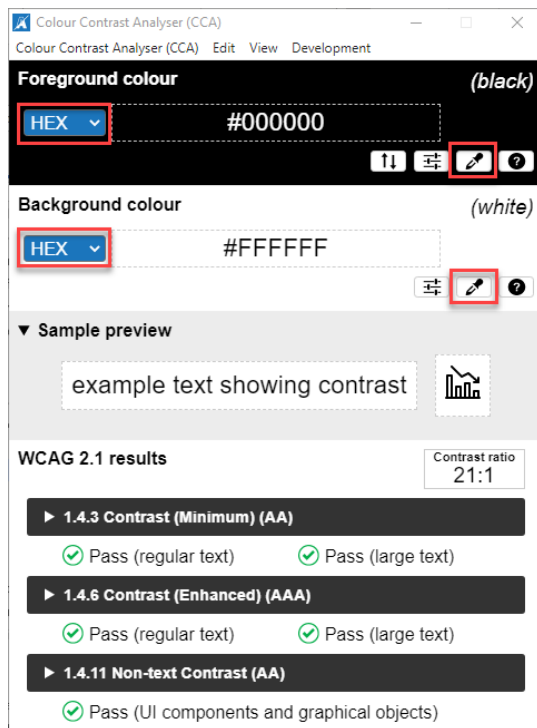 Colour Contrast Analyser (CCA)
Colour Contrast Analyser (CCA) Edit View Development
Foreground colour (black)
HEX #000000
?
Background colour (white)
HEX #FFFFFF
?
▼ Sample preview
example text showing contrast
WCAG 2.1 results
Contrast ratio
21:1
▶ 1.4.3 Contrast (Minimum) (AA)
Pass (regular text) Pass (large text)
▶ 1.4.6 Contrast (Enhanced) (AAA)
Pass (regular text) Pass (large text)
▶ 1.4.11 Non-text Contrast (AA)
Pass (UI components and graphical objects)